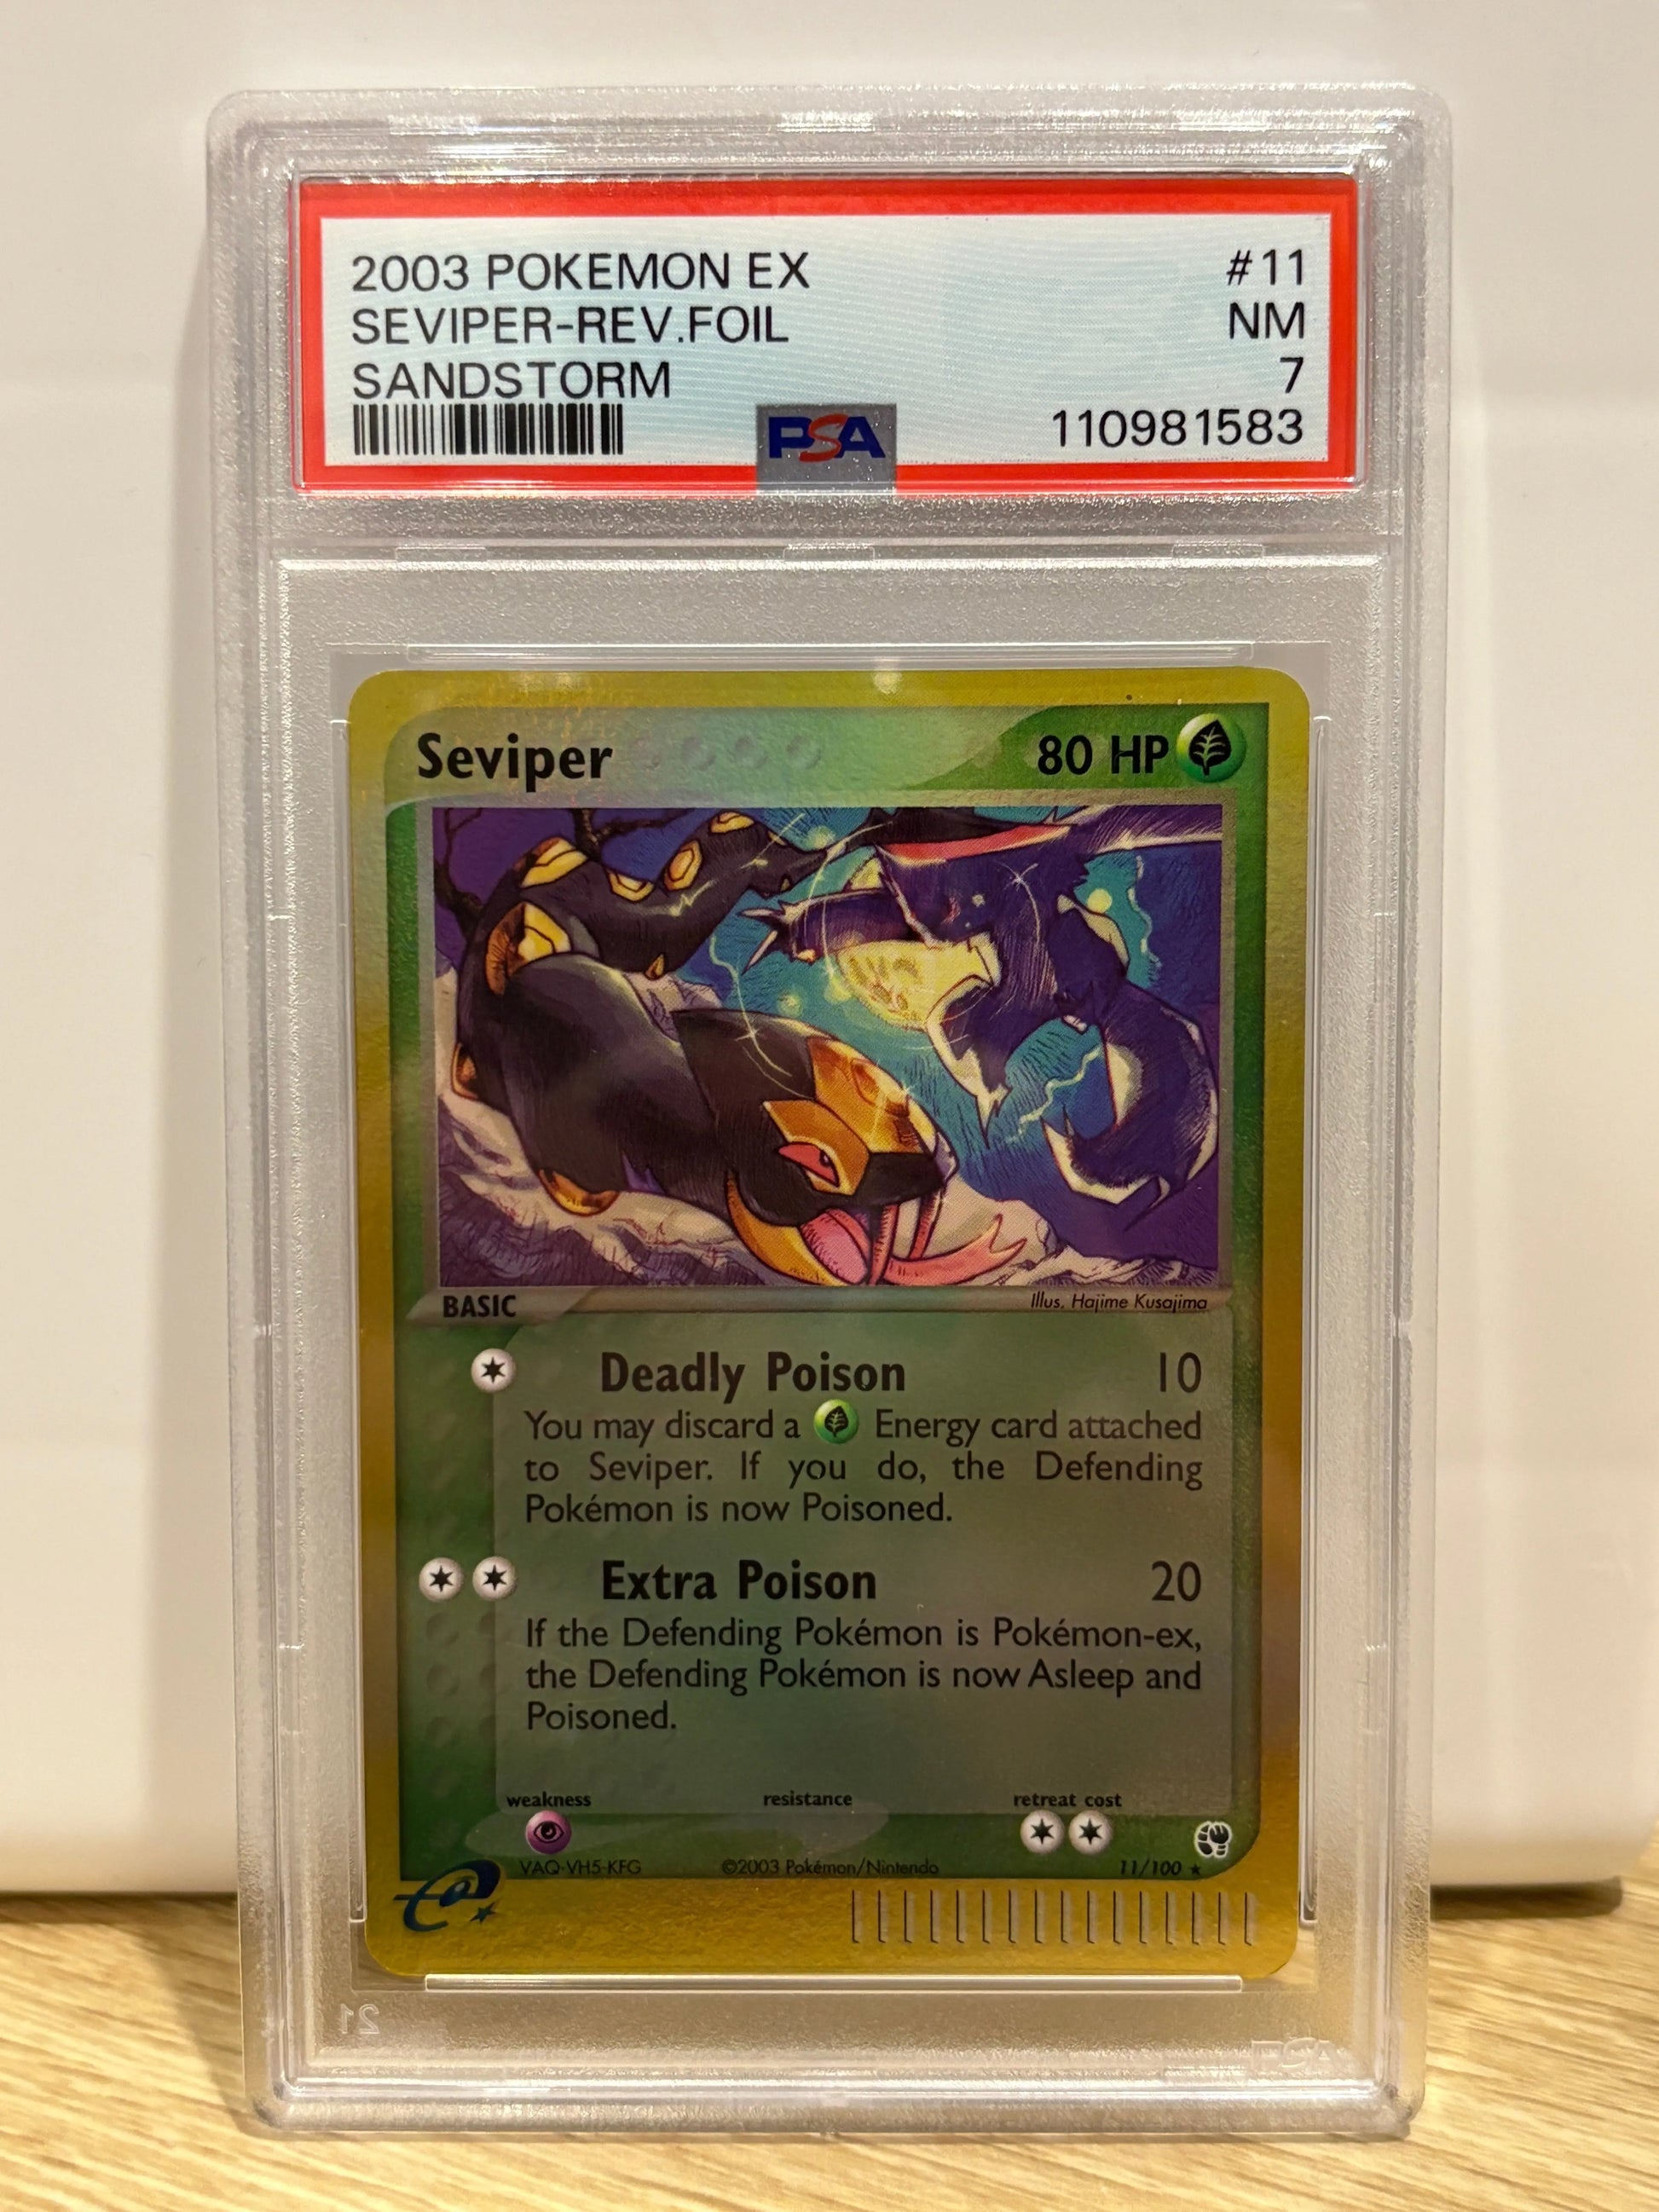 2003 POKEMON EX #11
SEVIPER-REV.FOIL NM
SANDSTORM 7
PSA 110981583
Seviper 80 HP
BASIC Illus. Hajime Kusajima
Deadly Poison 10
You may discard a Energy card attached
to Seviper. If you do, the Defending
Pokémon is now Poisoned.
Extra Poison 20
If the Defending Pokémon is Pokémon-ex,
the Defending Pokémon is now Asleep and
Poisoned.
weakness resistance retreat cost
VAQ-VH5-KFG ©2003 Pokémon/Nintendo 11/100 ★
e
21 PSA